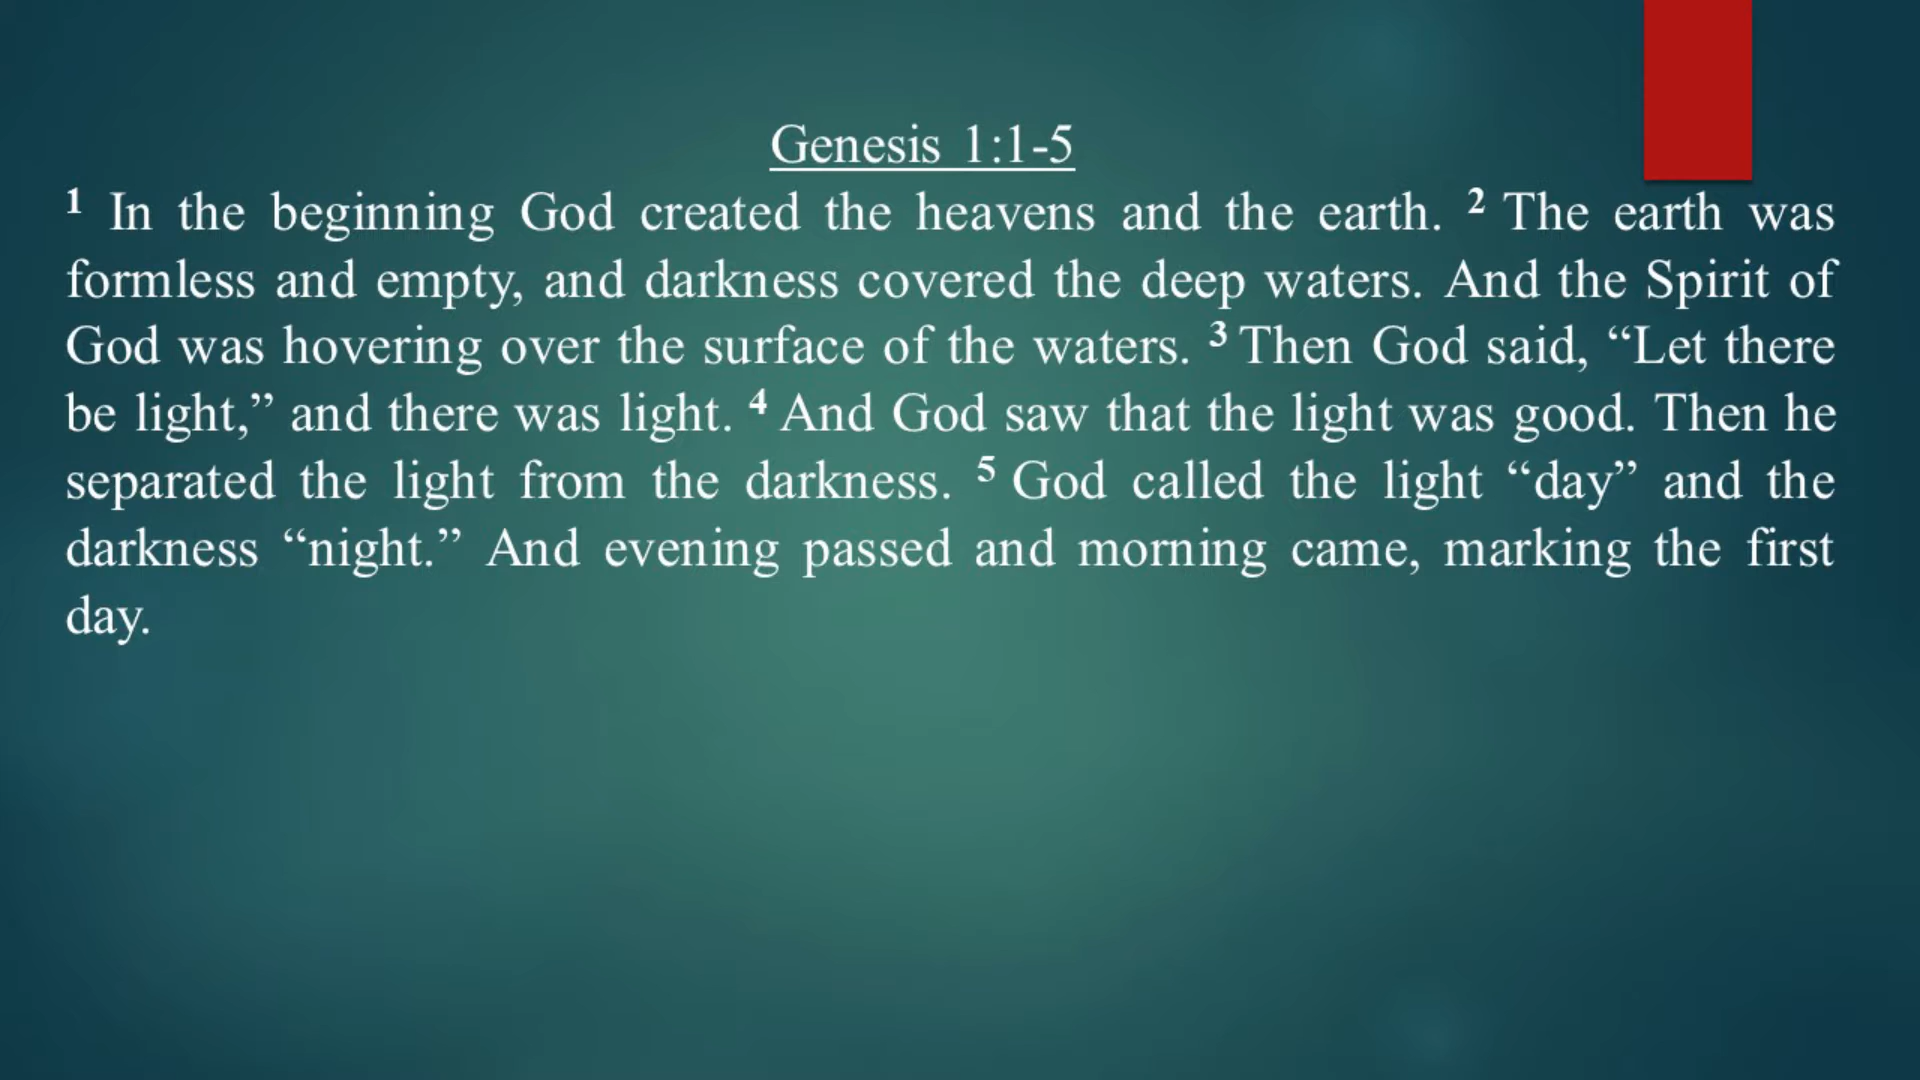 Genesis 1:1-5
1 In the beginning God created the heavens and the earth. 2 The earth was
formless and empty, and darkness covered the deep waters. And the Spirit of
God was hovering over the surface of the waters. 3 Then God said, “Let there
be light,” and there was light. 4 And God saw that the light was good. Then he
separated the light from the darkness. 5 God called the light “day” and the
darkness “night.” And evening passed and morning came, marking the first
day.